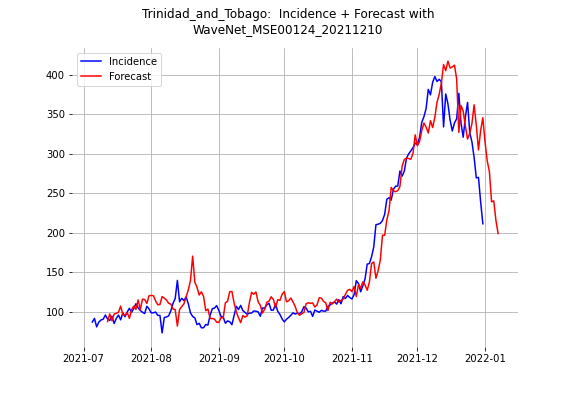 Trinidad_and_Tobago:  Incidence + Forecast with
WaveNet_MSE00124_20211210
Incidence
Forecast
400
350
300
250
200
150
100
2021-07 2021-08 2021-09 2021-10 2021-11 2021-12 2022-01